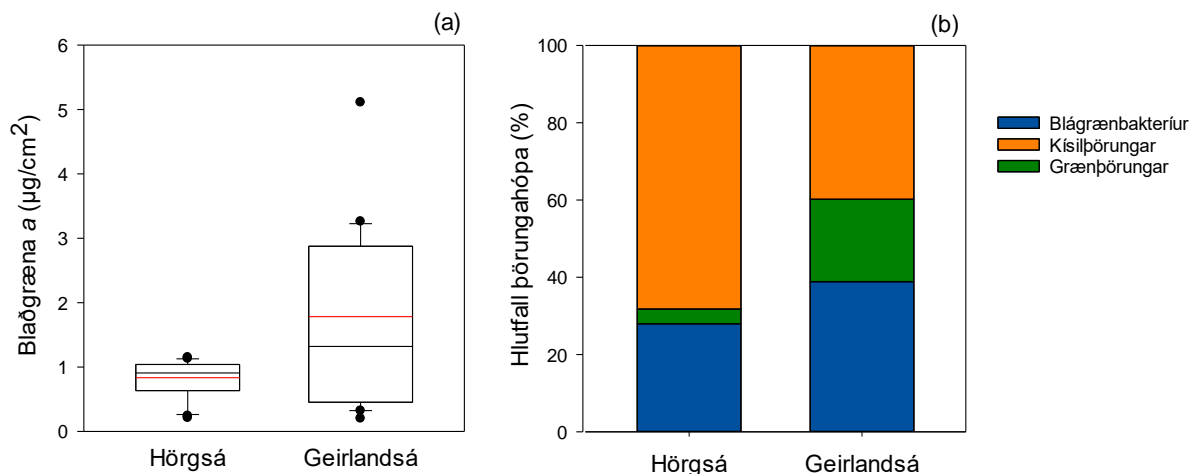 (a)
Blaðgræna a (µg/cm²)
6
5
4
3
2
1
0
Hörgsá Geirlandsá
(b)
Hlutfall þörungahópa (%)
100
80
60
40
20
0
Hörgsá Geirlandsá
Blágrænbakteríur
Kísilþörungar
Grænþörungar